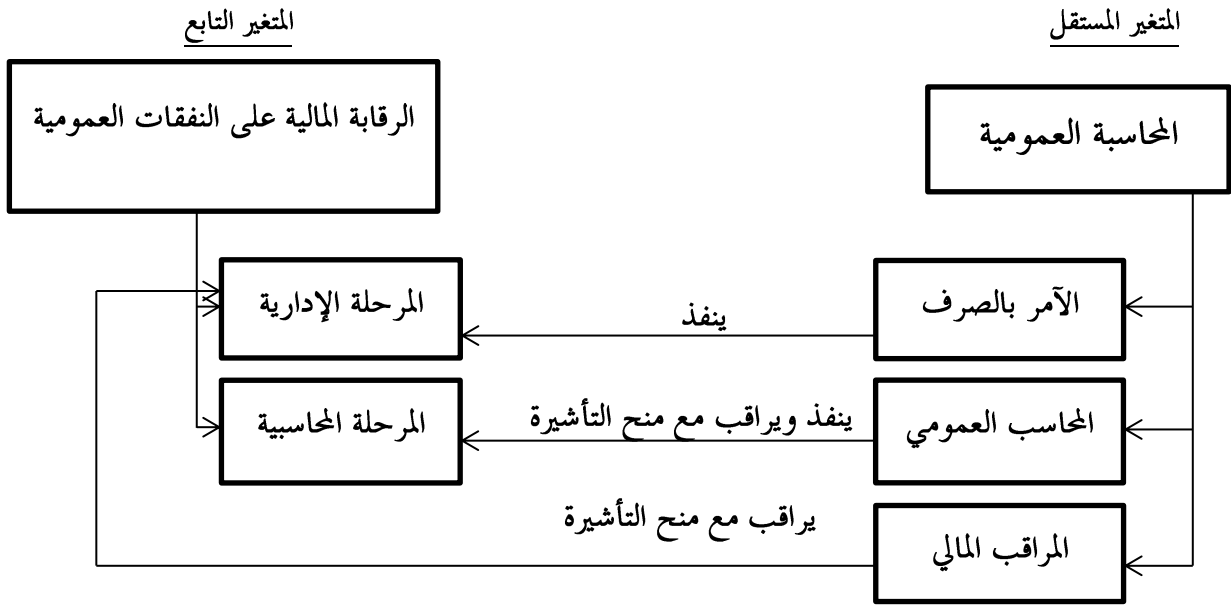 المتغير المستقل
المتغير التابع
المحاسبة العمومية
الرقابة المالية على النفقات العمومية
الآمر بالصرف
ينفذ
المرحلة الإدارية
المحاسب العمومي
ينفذ ويراقب مع منح التأشيرة
المرحلة المحاسبية
المراقب المالي
يراقب مع منح التأشيرة